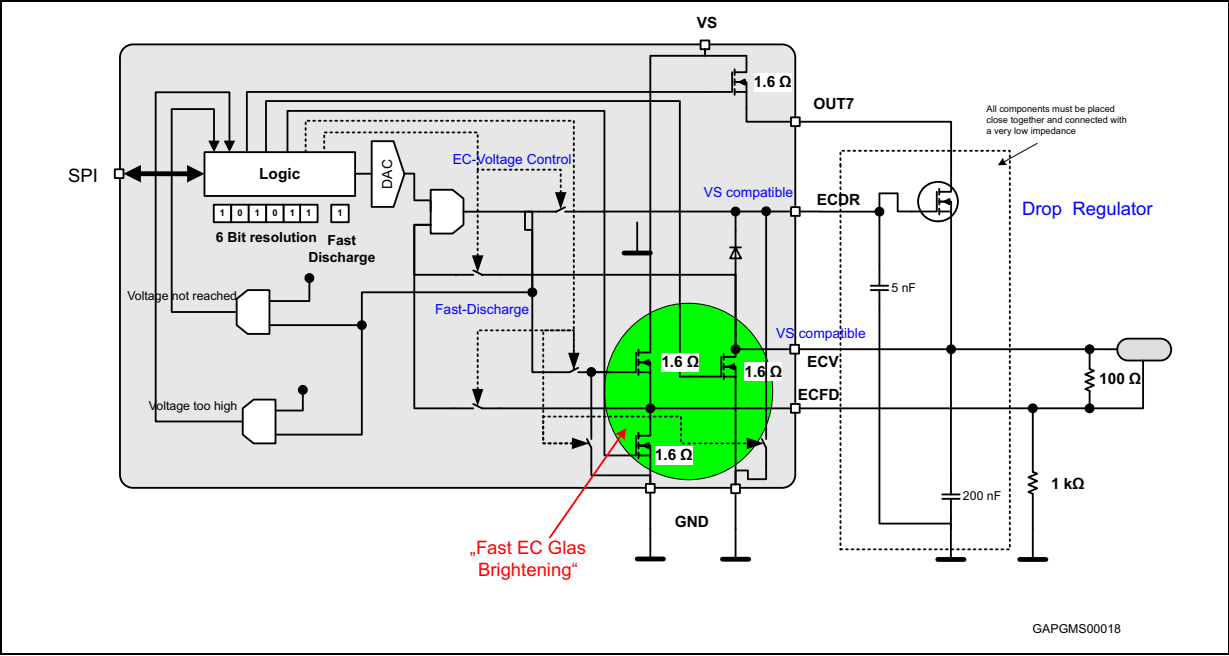 VS
1.6 Ω
OUT7
All components must be placed
close together and connected with
a very low impedance
SPI
Logic
DAC
EC-Voltage Control
VS compatible
ECDR
Drop Regulator
1 0 1 0 1 1 1
6 Bit resolution
Fast
Discharge
Voltage not reached
Fast-Discharge
5 nF
VS compatible
ECV
1.6 Ω
1.6 Ω
100 Ω
ECFD
Voltage too high
1.6 Ω
1 kΩ
200 nF
GND
„Fast EC Glas
Brightening“
GAPGMS00018